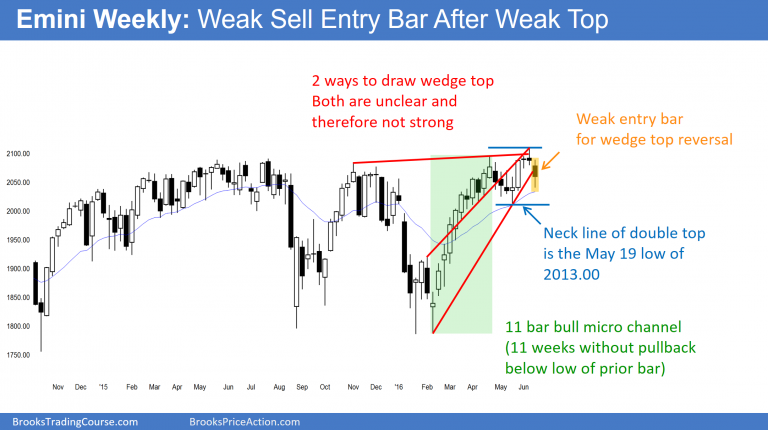 Emini Weekly: Weak Sell Entry Bar After Weak Top
2 ways to draw wedge top
Both are unclear and
therefore not strong
Weak entry bar
for wedge top reversal
2100.00
2050.00
2000.00
1950.00
1900.00
1850.00
1800.00
1750.00
Neck line of double top
is the May 19 low of
2013.00
11 bar bull micro channel
(11 weeks without pullback
below low of prior bar)
Nov Dec '15 Feb Mar Apr May Jun Jul Aug Sep Oct Nov Dec '16 Feb Mar Apr May Jun
BrooksTradingCourse.com BrooksPriceAction.com